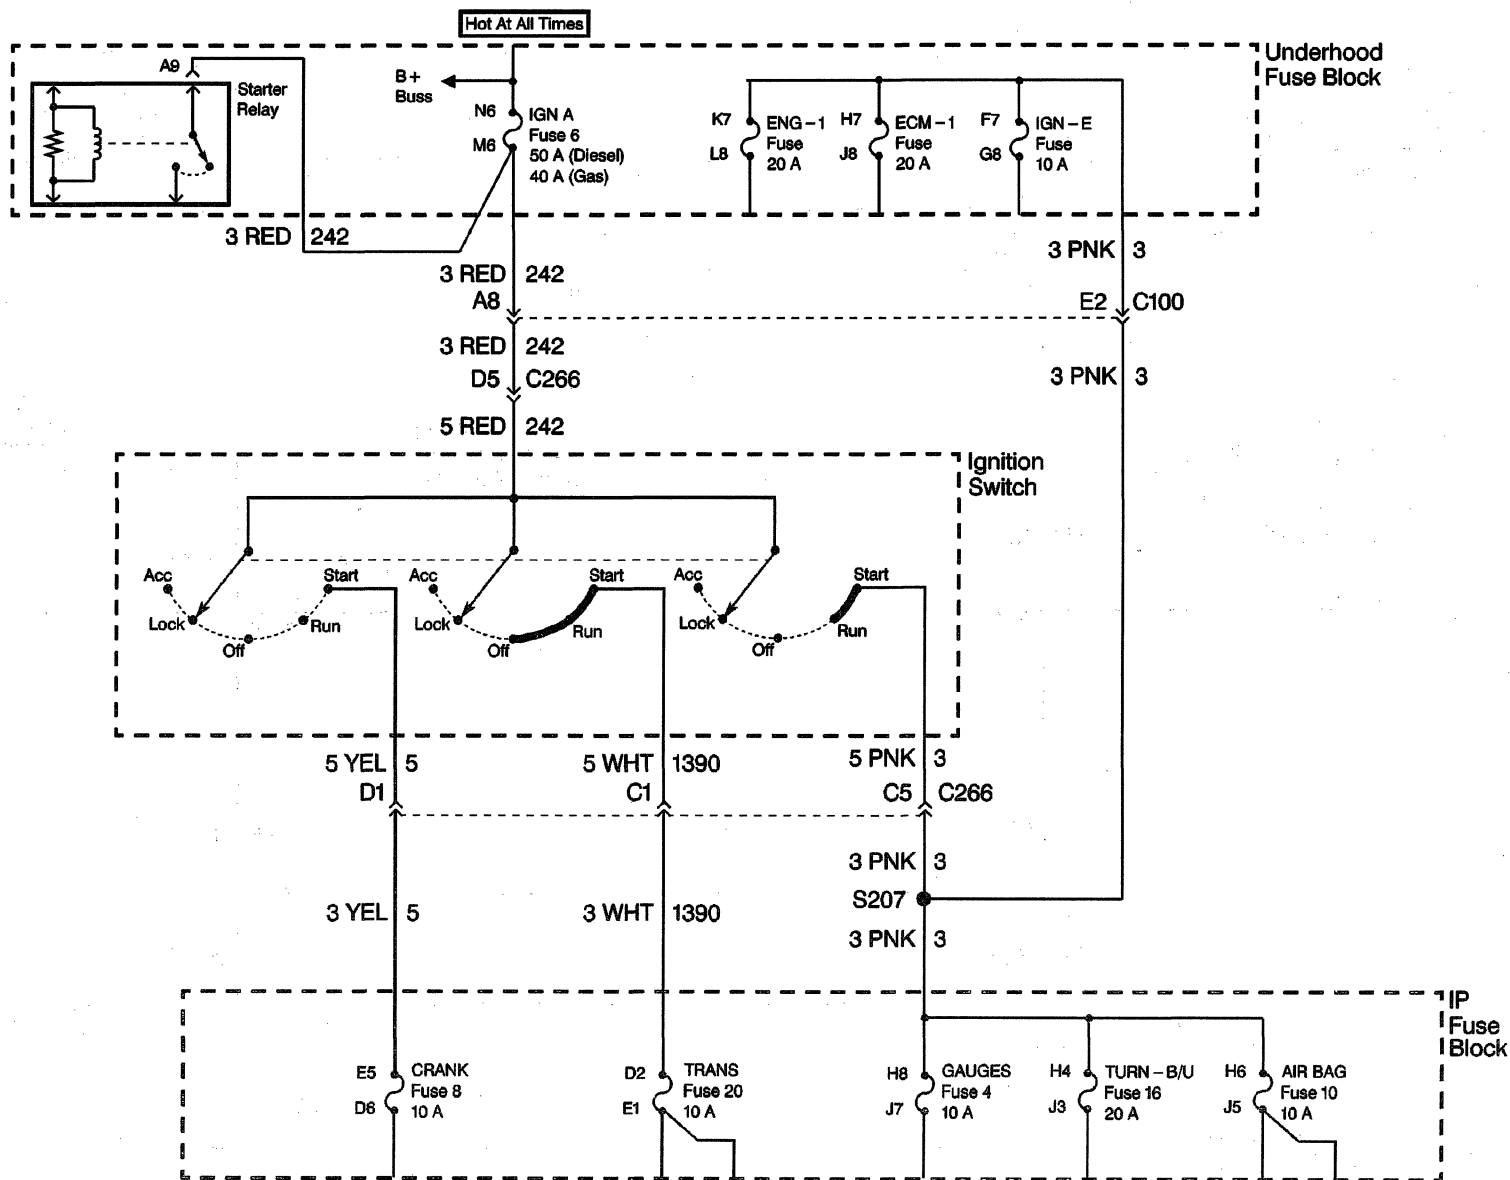 Hot At All Times
Underhood
Fuse Block
A9
Starter
Relay
B+
Buss
N6
M6
IGN A
Fuse 6
50 A (Diesel)
40 A (Gas)
K7
L8
ENG-1
Fuse
20 A
H7
J8
ECM-1
Fuse
20 A
F7
G8
IGN-E
Fuse
10 A
3 RED 242
3 RED 242
A8
3 PNK 3
E2 C100
3 RED 242
D5 C266
3 PNK 3
5 RED 242
Ignition
Switch
Acc
Lock
Off
Run
Start
Acc
Lock
Off
Run
Start
Acc
Lock
Off
Run
Start
5 YEL 5
D1
5 WHT 1390
C1
5 PNK 3
C5 C266
3 PNK 3
S207
3 YEL 5
3 WHT 1390
3 PNK 3
IP
Fuse
Block
E5
D6
CRANK
Fuse 8
10 A
D2
E1
TRANS
Fuse 20
10 A
H8
J7
GAUGES
Fuse 4
10 A
H4
J3
TURN-B/U
Fuse 16
20 A
H6
J5
AIR BAG
Fuse 10
10 A